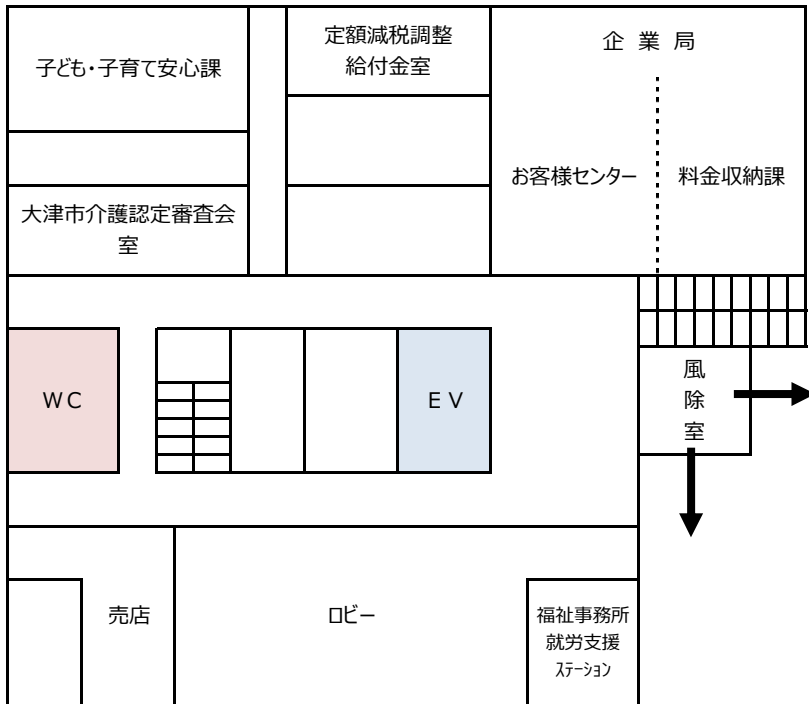 子ども・子育て安心課
定額減税調整
給付金室
企業局
お客様センター
料金収納課
大津市介護認定審査会
室
WC
EV
風
除
室
売店
ロビー
福祉事務所
就労支援
ｽﾃｰｼｮﾝ